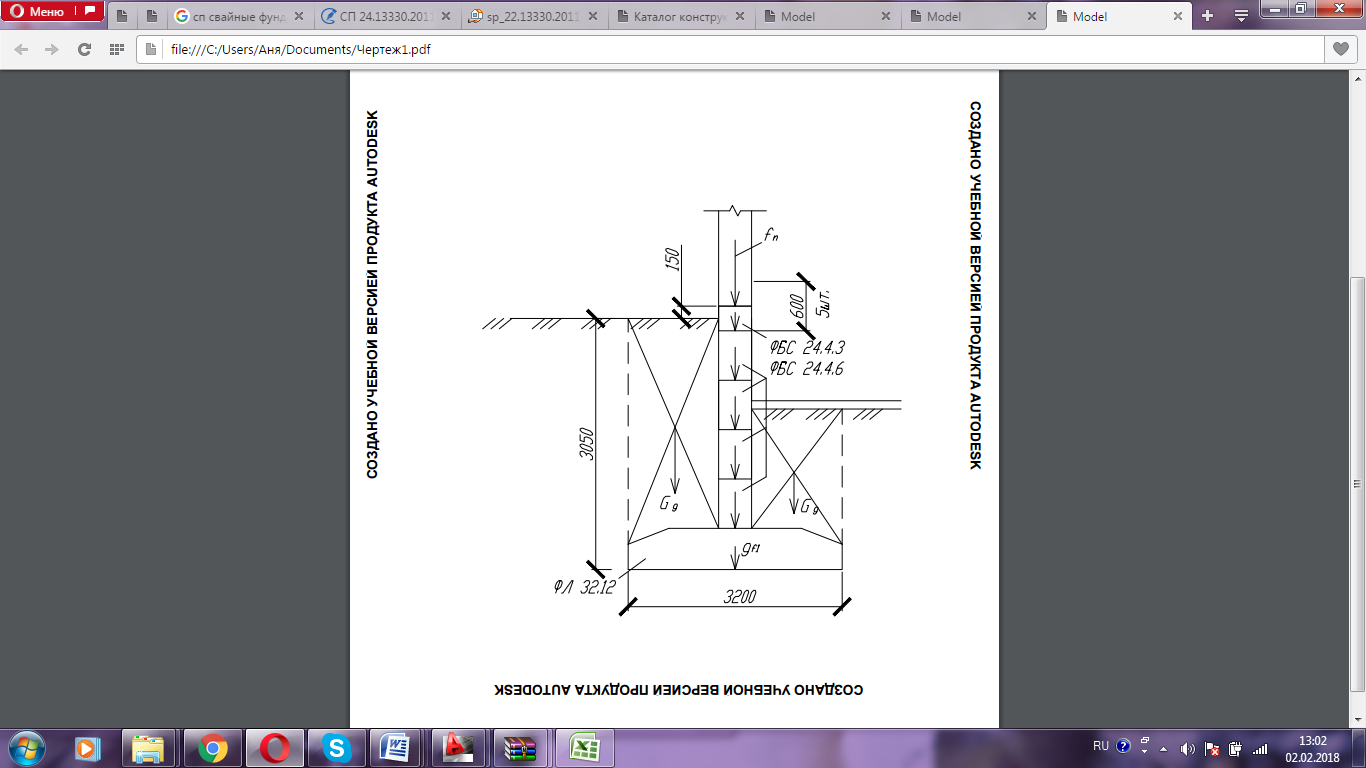 Меню
сп свайные фунд
СП 24.13330.2011
sp_22.13330.2011
Каталог констру
Model
Model
Model
file:///C:/Users/Аня/Documents/Чертеж1.pdf
СОЗДАНО УЧЕБНОЙ ВЕРСИЕЙ ПРОДУКТА AUTODESK
СОЗДАНО УЧЕБНОЙ ВЕРСИЕЙ ПРОДУКТА AUTODESK
fп
150
600
5шт.
ФБС 24.4.3
ФБС 24.4.6
3050
Gg
Gg
gf1
ФЛ 32.12
3200
СОЗДАНО УЧЕБНОЙ ВЕРСИЕЙ ПРОДУКТА AUTODESK
RU
13:02
02.02.2018